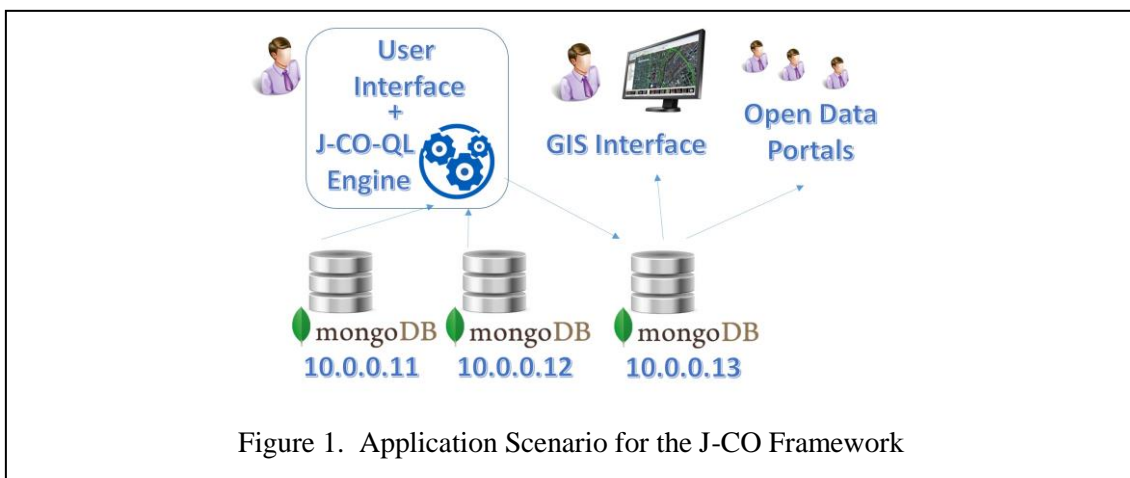 User
Interface
+
J-CO-QL
Engine
GIS Interface
Open Data
Portals
mongoDB
10.0.0.11
mongoDB
10.0.0.12
mongoDB
10.0.0.13
Figure 1. Application Scenario for the J-CO Framework